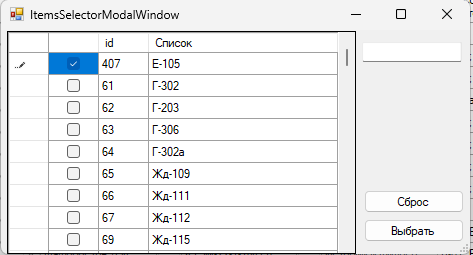 ItemsSelectorModalWindow
id Список
407 Е-105
61 Г-302
62 Г-203
63 Г-306
64 Г-302а
65 Жд-109
66 Жд-111
67 Жд-112
69 Жд-115
Сброс
Выбрать